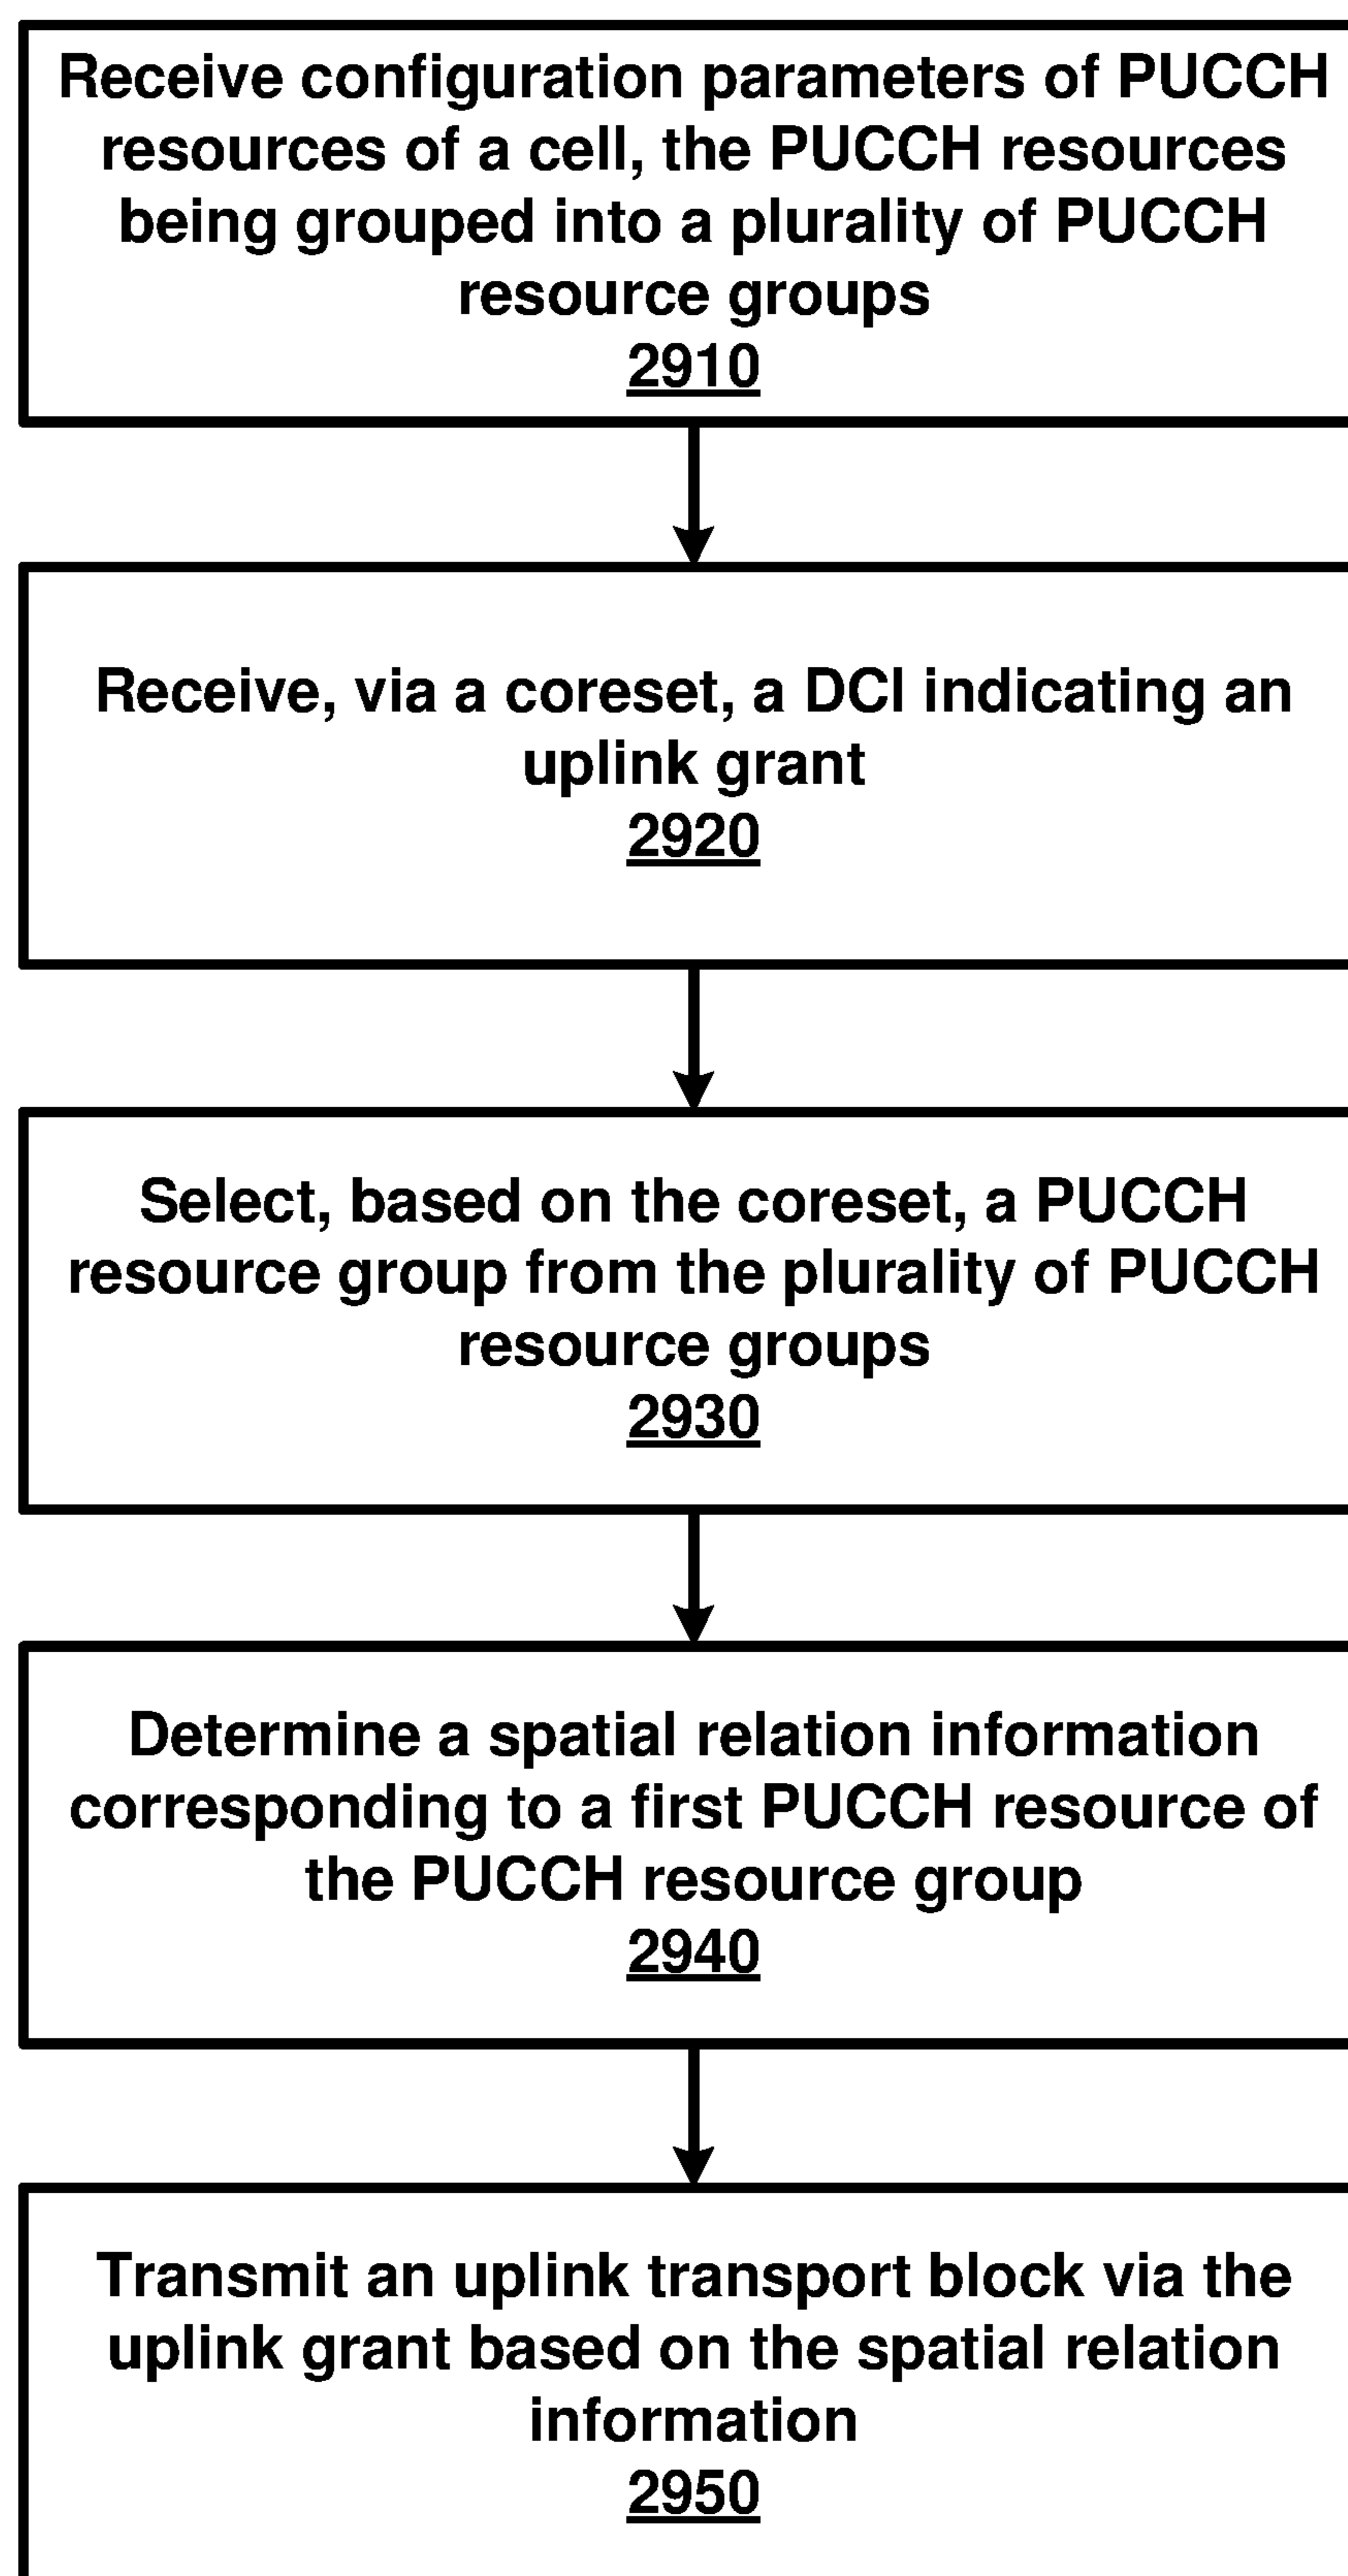 Receive configuration parameters of PUCCH
resources of a cell, the PUCCH resources
being grouped into a plurality of PUCCH
resource groups
2910
Receive, via a coreset, a DCI indicating an
uplink grant
2920
Select, based on the coreset, a PUCCH
resource group from the plurality of PUCCH
resource groups
2930
Determine a spatial relation information
corresponding to a first PUCCH resource of
the PUCCH resource group
2940
Transmit an uplink transport block via the
uplink grant based on the spatial relation
information
2950